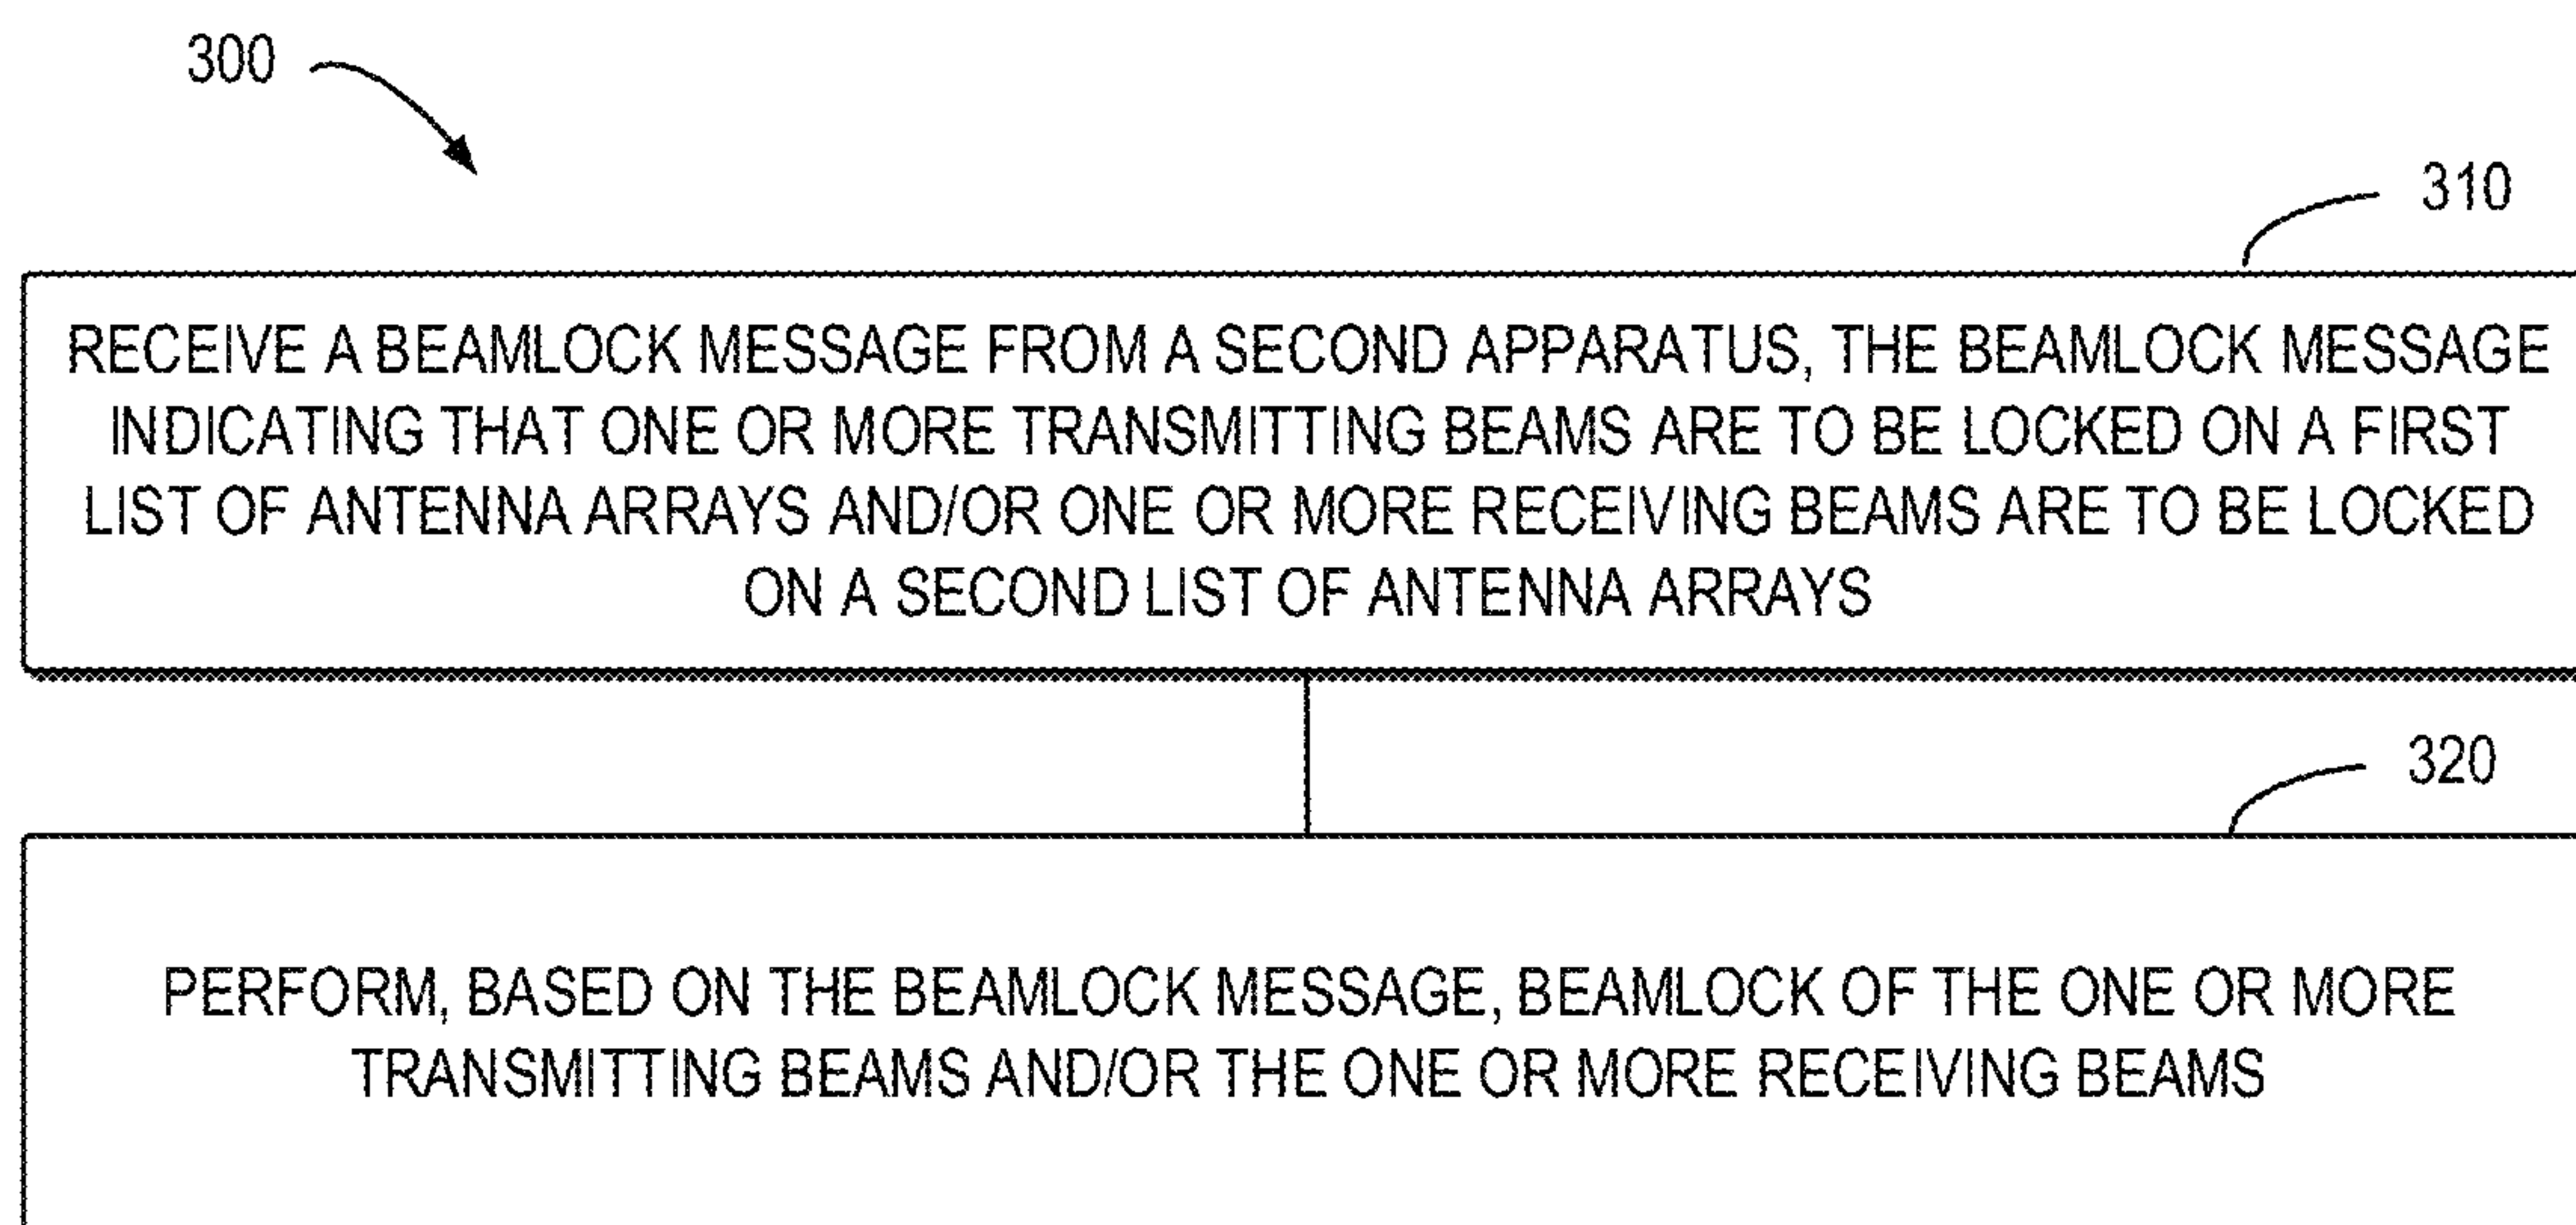 300
310
RECEIVE A BEAMLOCK MESSAGE FROM A SECOND APPARATUS, THE BEAMLOCK MESSAGE
INDICATING THAT ONE OR MORE TRANSMITTING BEAMS ARE TO BE LOCKED ON A FIRST
LIST OF ANTENNA ARRAYS AND/OR ONE OR MORE RECEIVING BEAMS ARE TO BE LOCKED
ON A SECOND LIST OF ANTENNA ARRAYS
320
PERFORM, BASED ON THE BEAMLOCK MESSAGE, BEAMLOCK OF THE ONE OR MORE
TRANSMITTING BEAMS AND/OR THE ONE OR MORE RECEIVING BEAMS